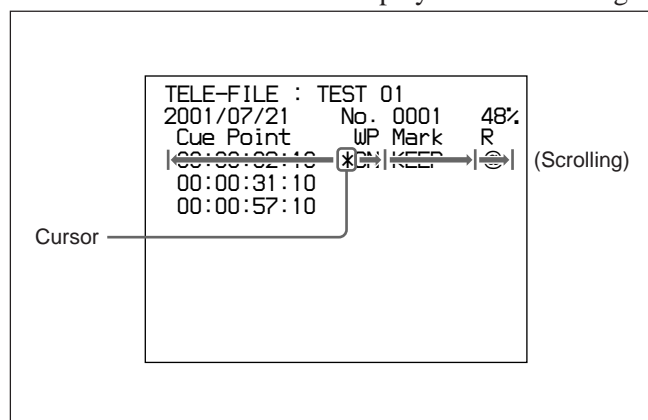 TELE-FILE : TEST 01
2001/07/21 No. 0001 48%
Cue Point WP Mark R
* (Scrolling)
00:00:31:10
00:00:57:10
Cursor